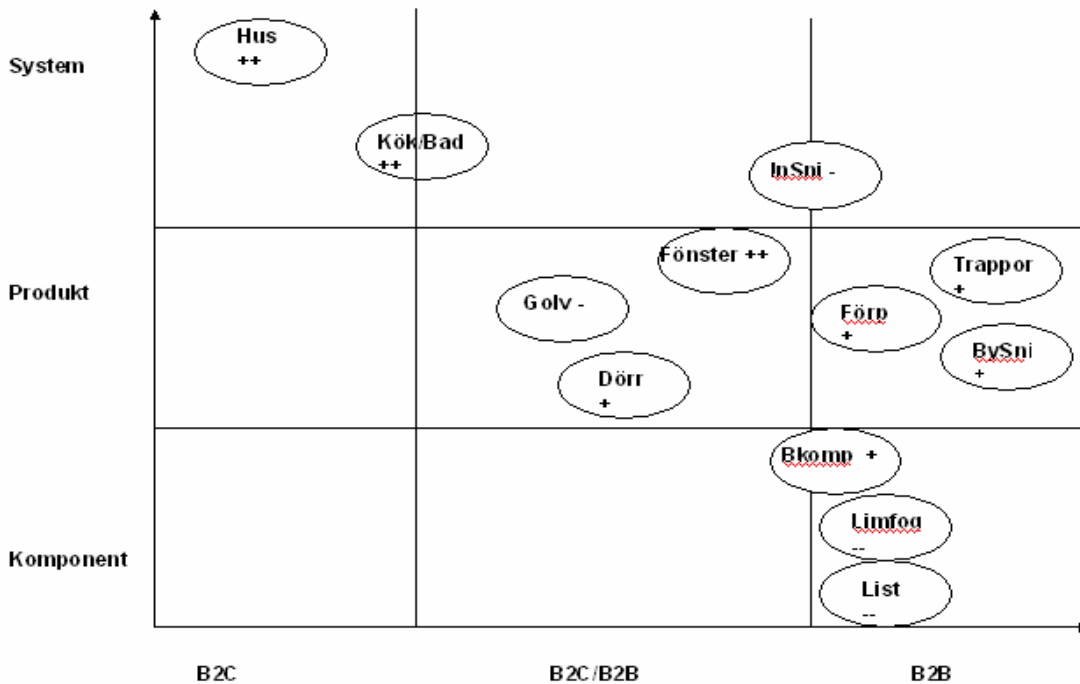 Hus
++
System
Kök/Bad
++
InSni -
Fönster ++
Trappor
+
Produkt
Golv -
Förp
+
BySni
+
Dörr
+
Bkomp +
Limfog
--
Komponent
List
--
B2C
B2C/B2B
B2B